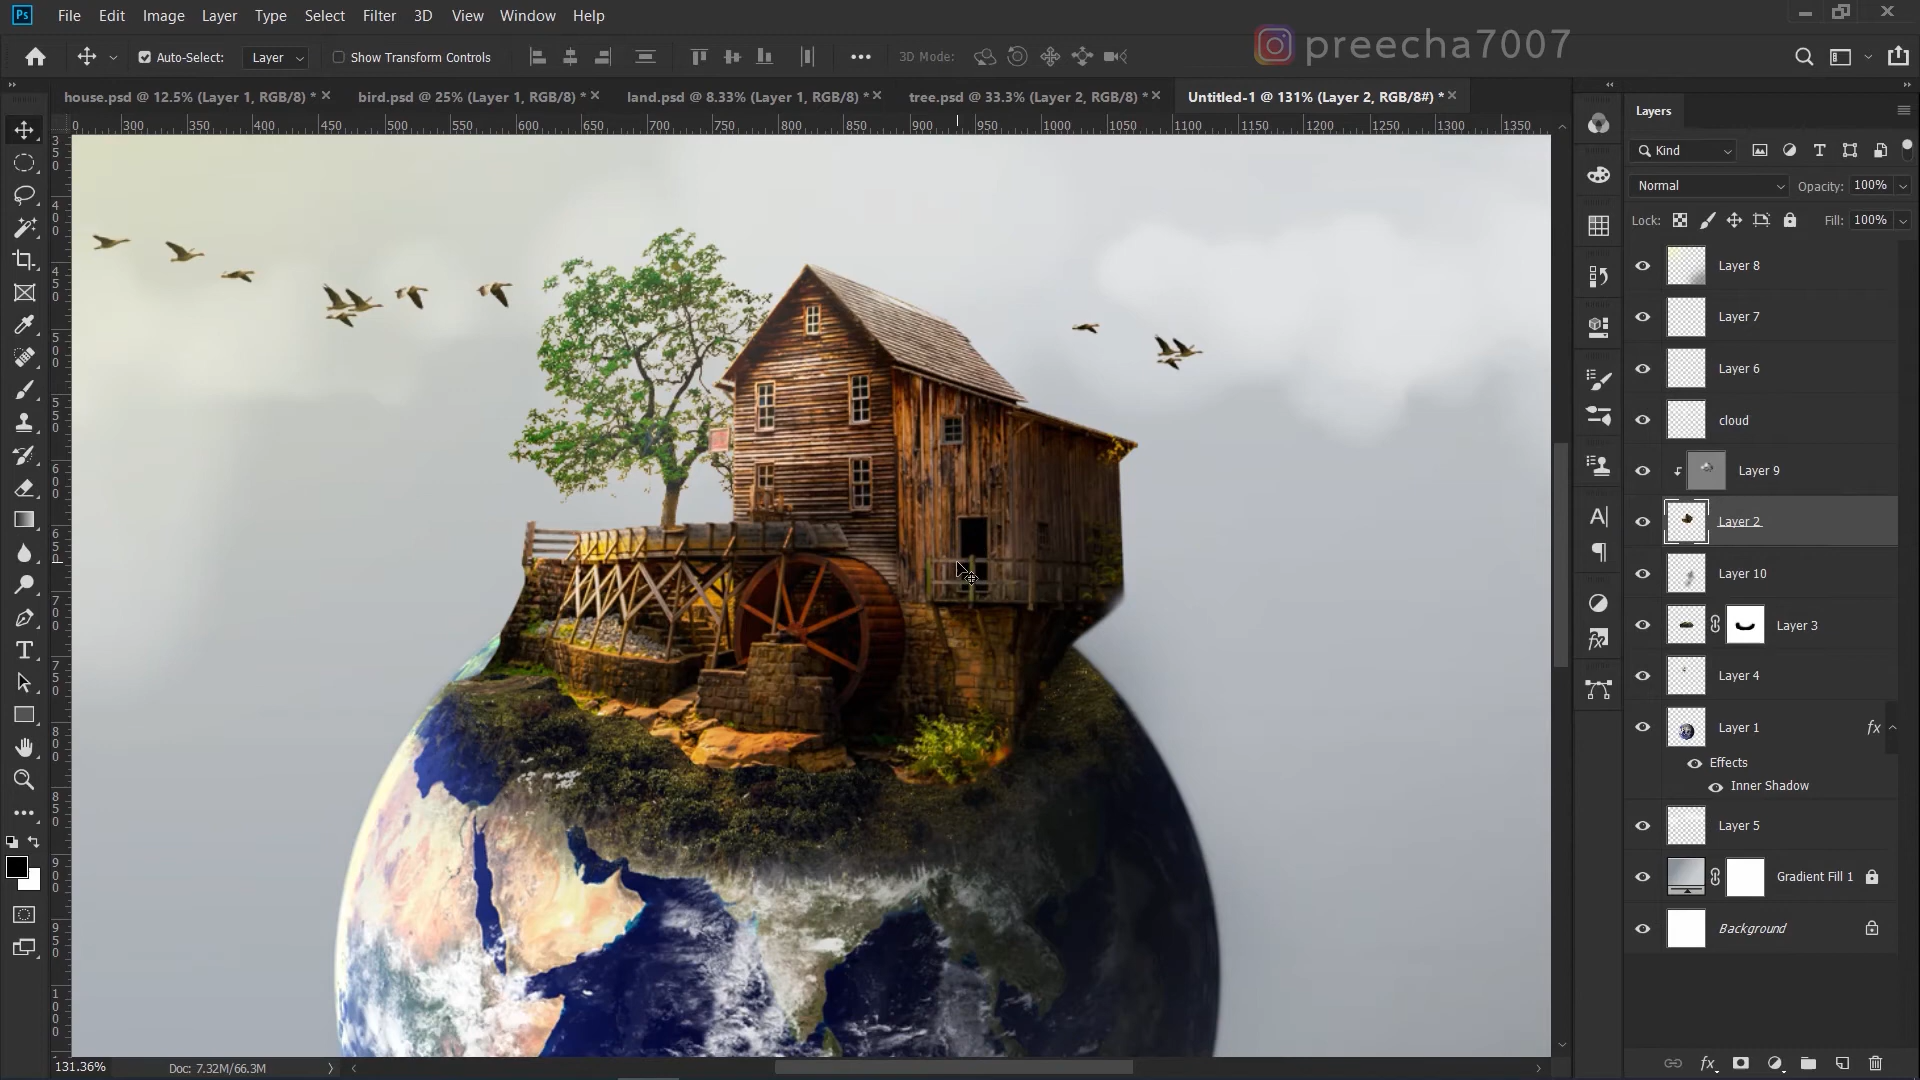 Ps File Edit Image Layer Type Select Filter 3D View Window Help
preecha7007
Auto-Select: Layer Show Transform Controls 3D Mode:
house.psd @ 12.5% (Layer 1, RGB/8) * bird.psd @ 25% (Layer 1, RGB/8) * land.psd @ 8.33% (Layer 1, RGB/8) * tree.psd @ 33.3% (Layer 2, RGB/8) * Untitled-1 @ 131% (Layer 2, RGB/8#) *
Layers
300 350 400 450 500 550 600 650 700 750 800 850 900 950 1000 1050 1100 1150 1200 1250 1300 1350
Kind
Normal Opacity: 100%
Lock: Fill: 100%
Layer 8
Layer 7
Layer 6
cloud
Layer 9
Layer 2
Layer 10
Layer 3
Layer 4
Layer 1 fx
Effects
Inner Shadow
Layer 5
Gradient Fill 1
Background
131.36% Doc: 7.32M/66.3M